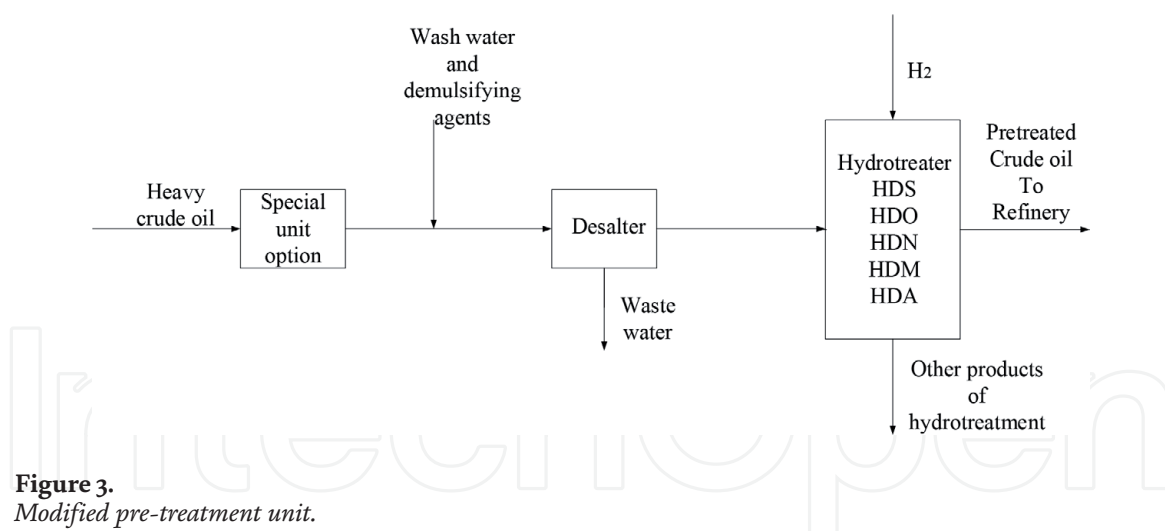 Wash water
and
demulsifying
agents
H2
Heavy
crude oil
Special
unit
option
Desalter
Waste
water
Hydrotreater
HDS
HDO
HDN
HDM
HDA
Pretreated
Crude oil
To
Refinery
Other products
of
hydrotreatment
IntechOpen
Figure 3.
Modified pre-treatment unit.